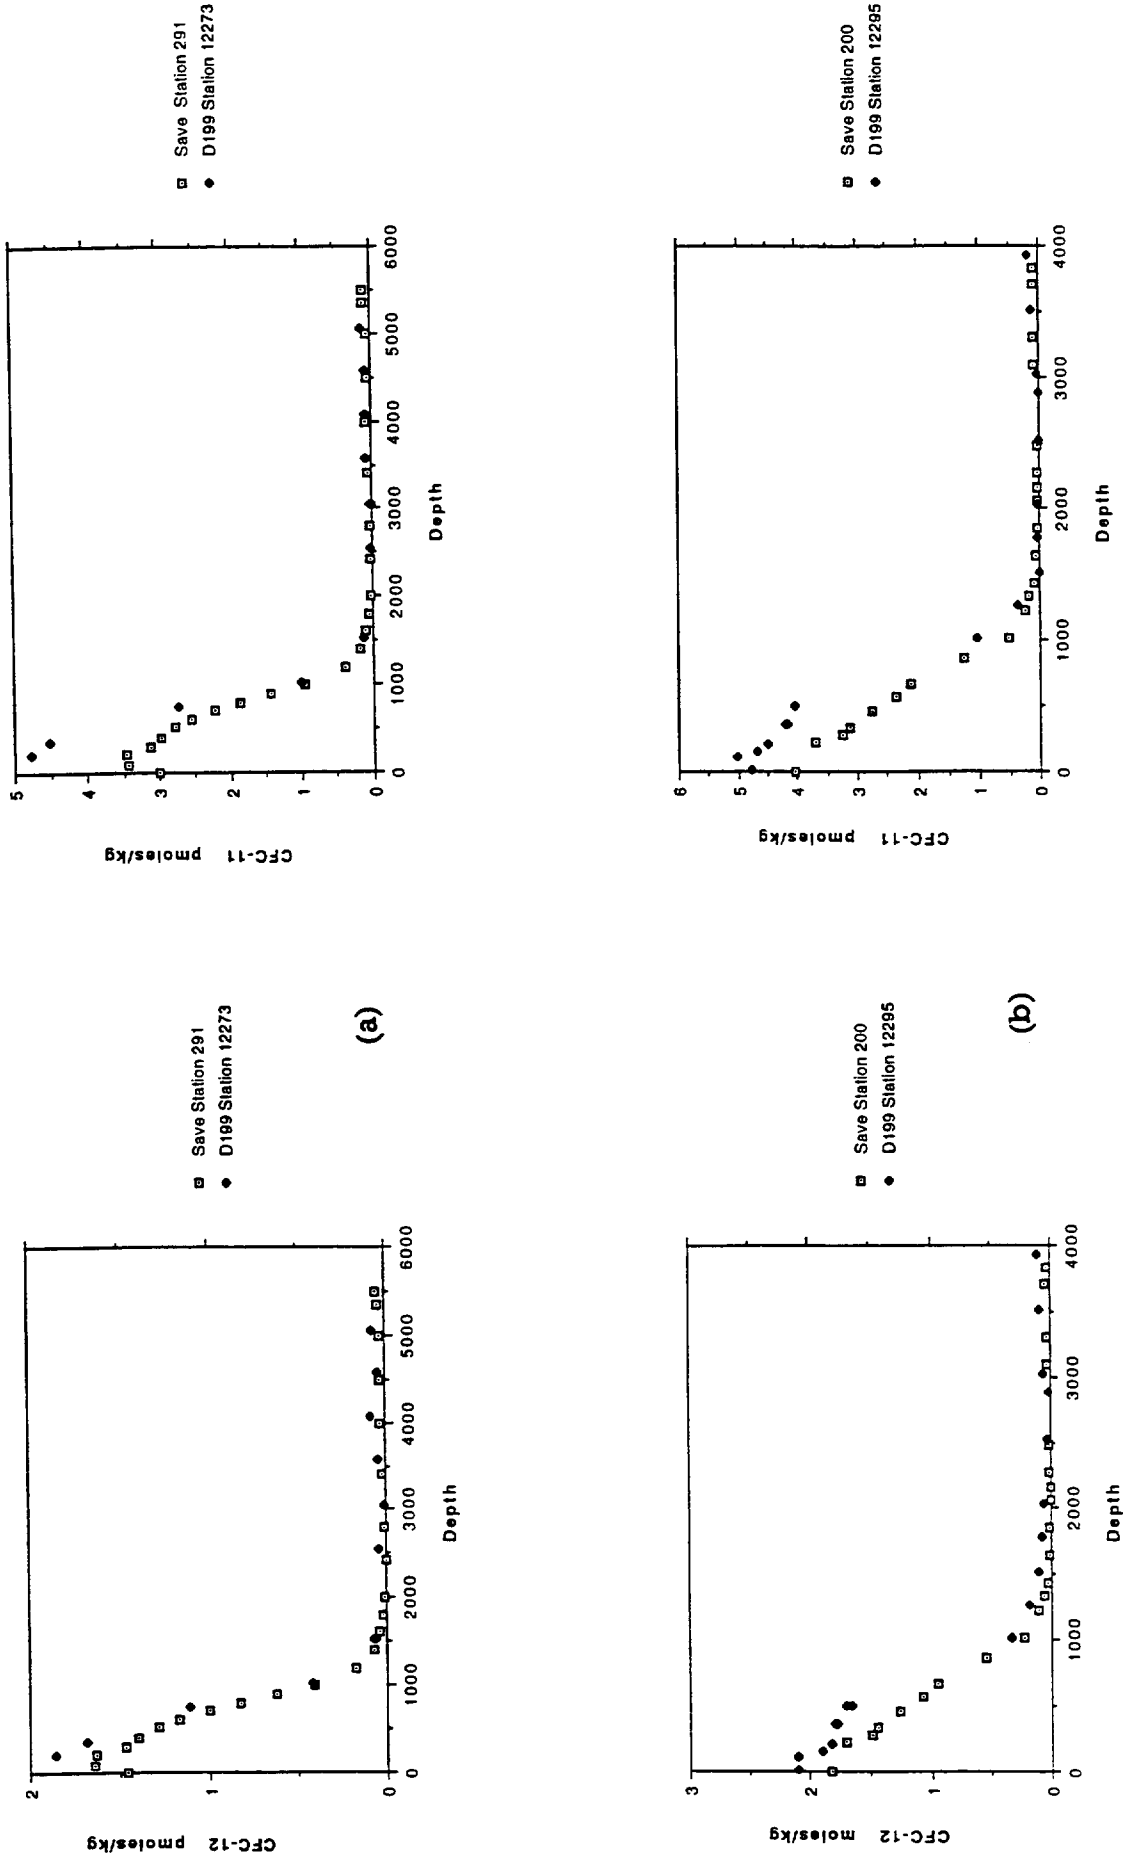 CFC-12 pmoles/kg
2
1
0
0 1000 2000 3000 4000 5000 6000
Depth
Save Station 291
D199 Station 12273
(a)
CFC-11 pmoles/kg
5
4
3
2
1
0
0 1000 2000 3000 4000 5000 6000
Depth
Save Station 291
D199 Station 12273
CFC-12 moles/kg
3
2
1
0
0 1000 2000 3000 4000
Depth
Save Station 200
D199 Station 12295
(b)
CFC-11 pmoles/kg
6
5
4
3
2
1
0
0 1000 2000 3000 4000
Depth
Save Station 200
D199 Station 12295